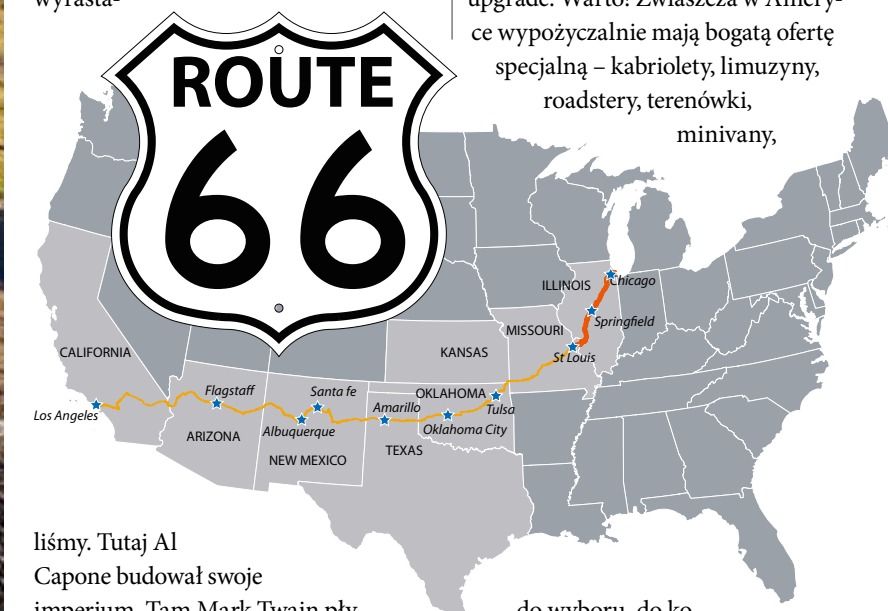 wyrasta-
upgrade. Warto! Zwłaszcza w Amery-
ce wypożyczalnie mają bogatą ofertę
specjalną – kabriolety, limuzyny,
roadstery, terenówki,
minivany,
ROUTE
66
ILLINOIS
Chicago
Springfield
MISSOURI
St Louis
CALIFORNIA
KANSAS
Flagstaff
Santa fe
OKLAHOMA
Los Angeles
Amarillo
Tulsa
ARIZONA
Albuquerque
Oklahoma City
NEW MEXICO
TEXAS
liśmy. Tutaj Al
Capone budował swoje
imperium. Tam Mark Twain pły
do wyboru, do ko